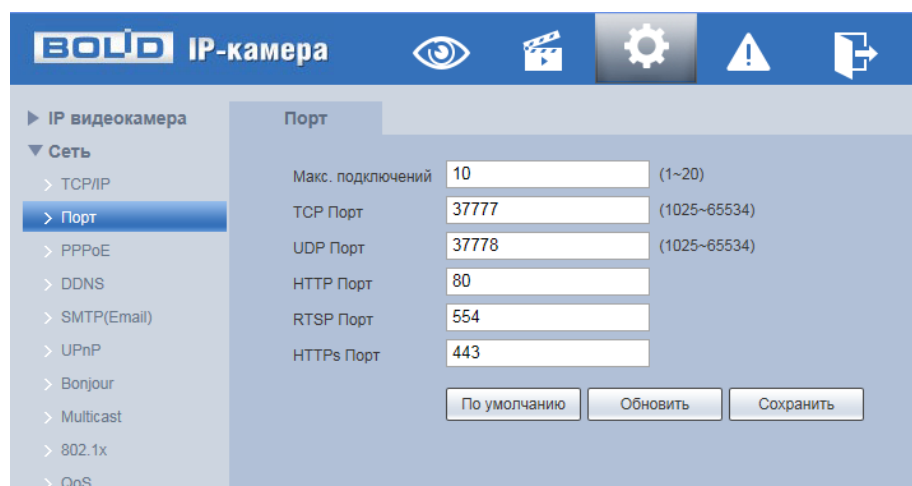 BOLID IP-камера
IP видеокамера
Сеть
TCP/IP
Порт
PPPoE
DDNS
SMTP(Email)
UPnP
Bonjour
Multicast
802.1x
QoS
Порт
Макс. подключений 10 (1~20)
TCP Порт 37777 (1025~65534)
UDP Порт 37778 (1025~65534)
HTTP Порт 80
RTSP Порт 554
HTTPs Порт 443
По умолчанию Обновить Сохранить